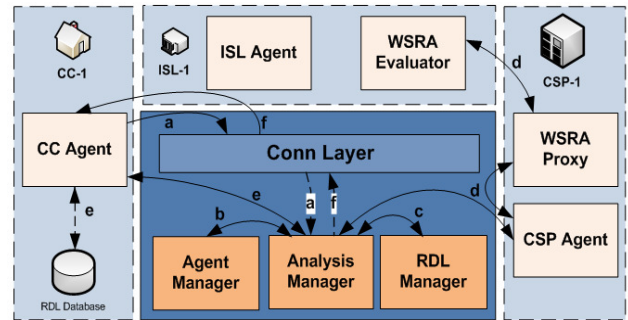 CC-1
ISL-1
ISL Agent
WSRA
Evaluator
d
CSP-1
CC Agent
a
f
Conn Layer
WSRA
Proxy
e
e
a
f
d
b
c
CSP Agent
Agent
Manager
Analysis
Manager
RDL
Manager
RDL Database